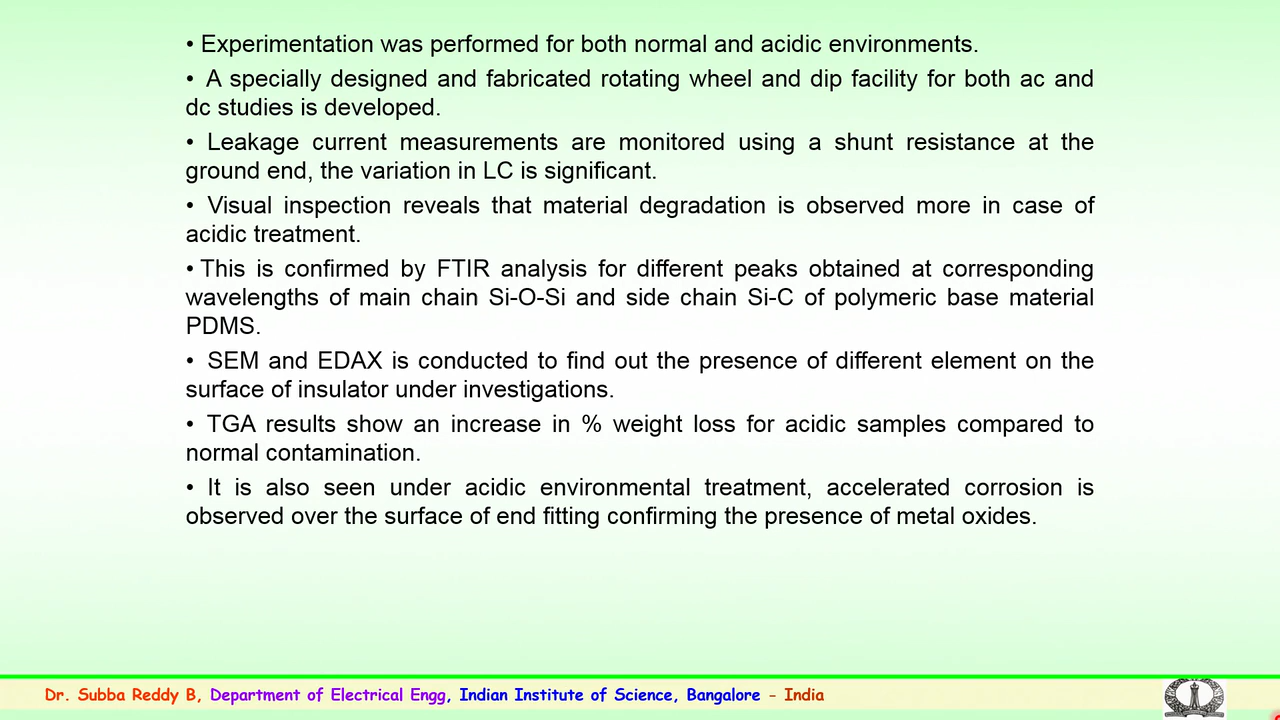 • Experimentation was performed for both normal and acidic environments.
• A specially designed and fabricated rotating wheel and dip facility for both ac and
dc studies is developed.
• Leakage current measurements are monitored using a shunt resistance at the
ground end, the variation in LC is significant.
• Visual inspection reveals that material degradation is observed more in case of
acidic treatment.
• This is confirmed by FTIR analysis for different peaks obtained at corresponding
wavelengths of main chain Si-O-Si and side chain Si-C of polymeric base material
PDMS.
• SEM and EDAX is conducted to find out the presence of different element on the
surface of insulator under investigations.
• TGA results show an increase in % weight loss for acidic samples compared to
normal contamination.
• It is also seen under acidic environmental treatment, accelerated corrosion is
observed over the surface of end fitting confirming the presence of metal oxides.
Dr. Subba Reddy B, Department of Electrical Engg, Indian Institute of Science, Bangalore - India